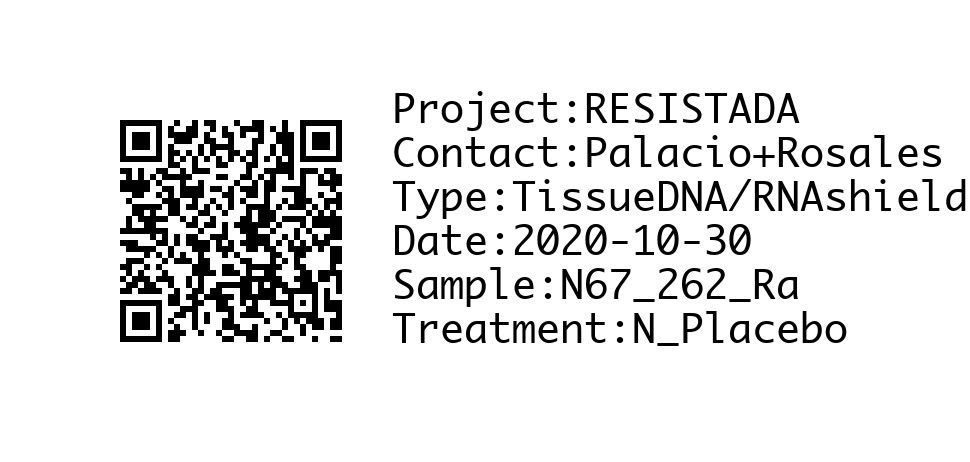 Project:RESISTADA
Contact:Palacio+Rosales
Type:TissueDNA/RNAshield
Date:2020-10-30
Sample:N67_262_Ra
Treatment:N_Placebo